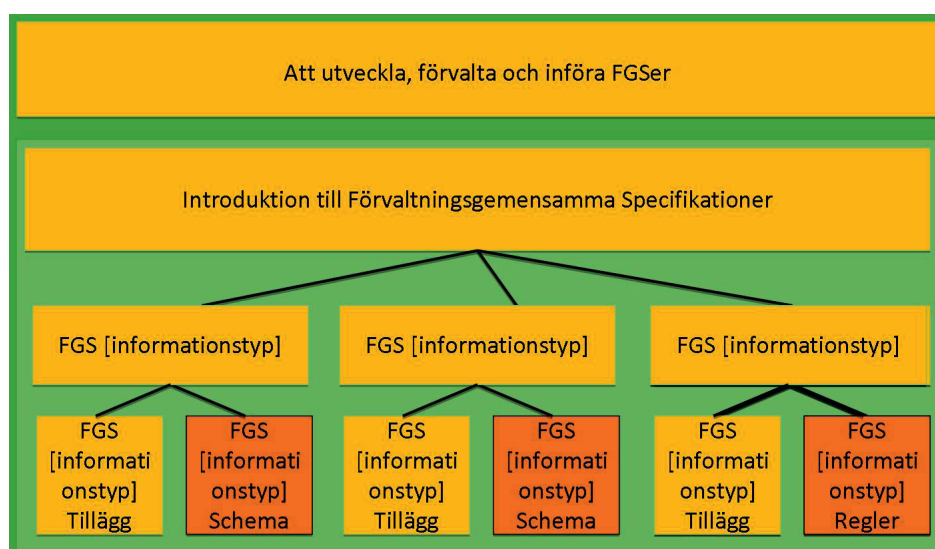 Att utveckla, förvalta och införa FGSer
Introduktion till Förvaltningsgemensamma Specifikationer
FGS [informationstyp]
FGS [informationstyp]
FGS [informationstyp]
FGS
[informati
onstyp]
Tillägg
FGS
[informati
onstyp]
Schema
FGS
[informati
onstyp]
Tillägg
FGS
[informati
onstyp]
Schema
FGS
[informati
onstyp]
Tillägg
FGS
[informati
onstyp]
Regler